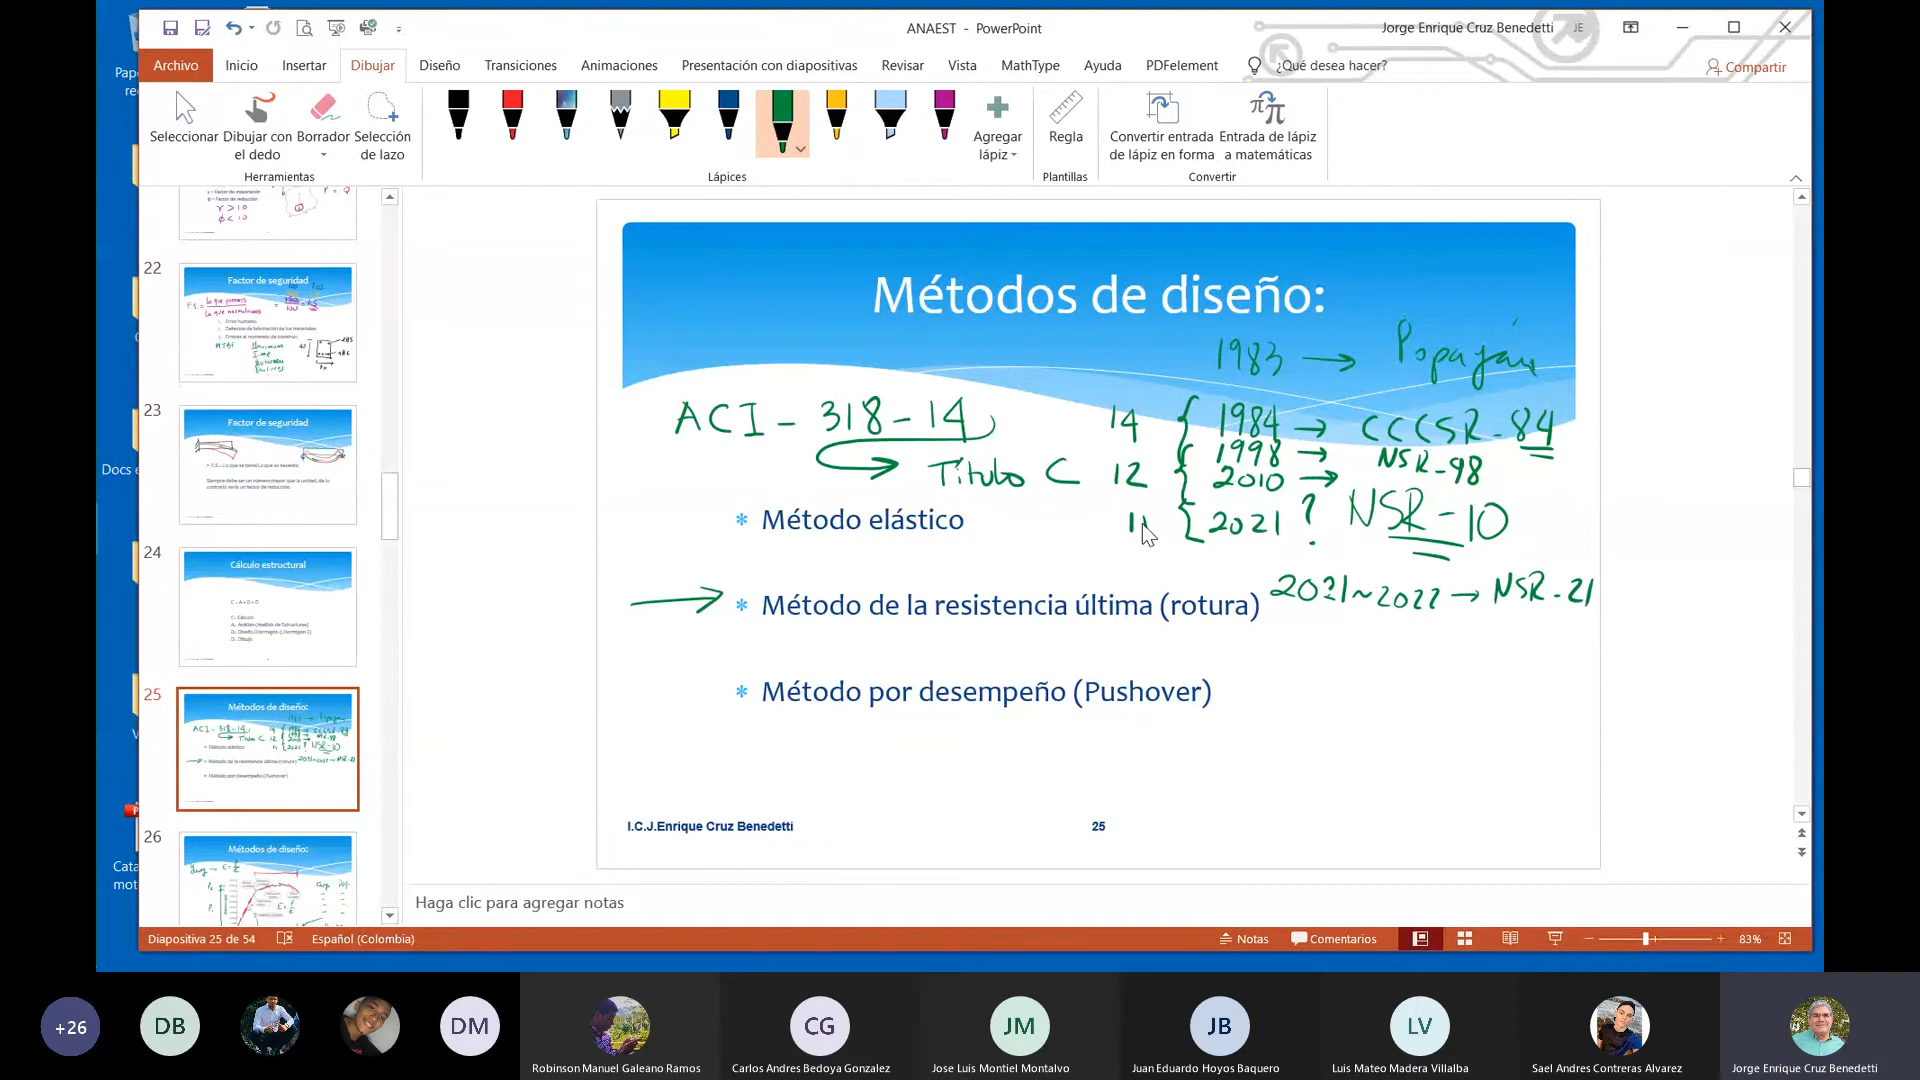 ANAEST - PowerPoint
Jorge Enrique Cruz Benedetti JE
Archivo Inicio Insertar Dibujar Diseño Transiciones Animaciones Presentación con diapositivas Revisar Vista MathType Ayuda PDFelement ¿Qué desea hacer? Compartir
Seleccionar Dibujar con el dedo Borrador Selección de lazo
Agregar lápiz
Regla
Convertir entrada de lápiz en forma
Entrada de lápiz a matemáticas
Herramientas Lápices Plantillas Convertir
22
Factor de seguridad
23
Factor de seguridad
24
Cálculo estructural
25
Métodos de diseño:
26
Métodos de diseño:
Métodos de diseño:
1983 → Popayán
ACI - 318 - 14 14 { 1984 → CCCSR - 84
1998 → NSR - 98
Título C 12 { 2010 → NSR - 10
* Método elástico 11 { 2021 ?
* Método de la resistencia última (rotura) 2021 ~ 2022 → NSR - 21
* Método por desempeño (Pushover)
I.C.J.Enrique Cruz Benedetti 25
Haga clic para agregar notas
Diapositiva 25 de 54 Español (Colombia) Notas Comentarios 83%
+26 DB DM CG JM JB LV
Robinson Manuel Galeano Ramos Carlos Andres Bedoya Gonzalez Jose Luis Montiel Montalvo Juan Eduardo Hoyos Baquero Luis Mateo Madera Villalba Sael Andres Contreras Alvarez Jorge Enrique Cruz Benedetti